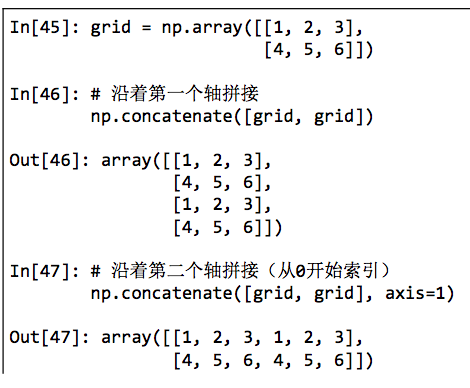 In[45]: grid = np.array([[1, 2, 3],
                         [4, 5, 6]])
In[46]: # 沿着第一个轴拼接
        np.concatenate([grid, grid])
Out[46]: array([[1, 2, 3],
                [4, 5, 6],
                [1, 2, 3],
                [4, 5, 6]])
In[47]: # 沿着第二个轴拼接（从0开始索引）
        np.concatenate([grid, grid], axis=1)
Out[47]: array([[1, 2, 3, 1, 2, 3],
                [4, 5, 6, 4, 5, 6]])